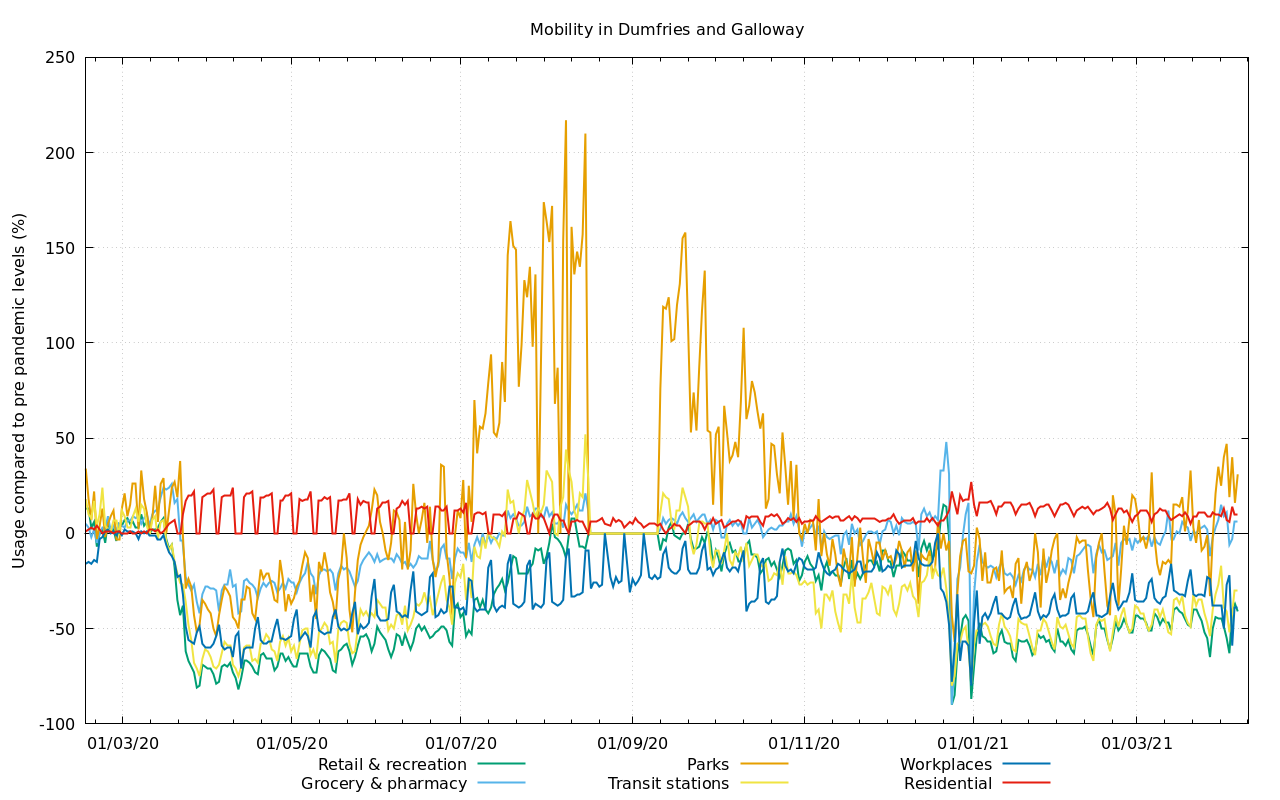 Mobility in Dumfries and Galloway
Usage compared to pre pandemic levels (%)
250
200
150
100
50
0
-50
-100
01/03/20 01/05/20 01/07/20 01/09/20 01/11/20 01/01/21 01/03/21
Retail & recreation Parks Workplaces
Grocery & pharmacy Transit stations Residential